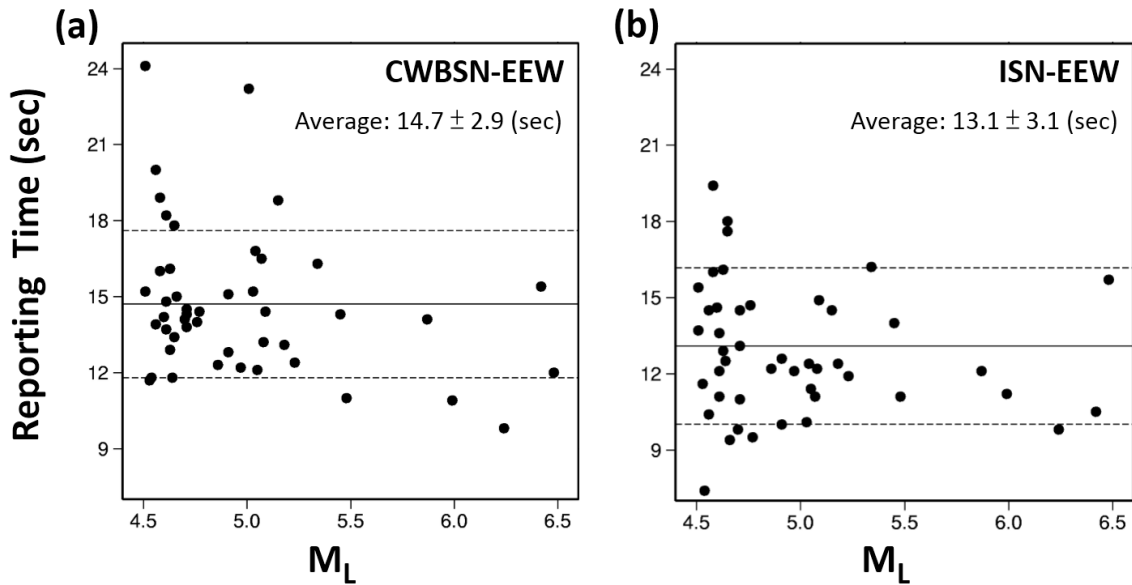 (a)
CWBSN-EEW
Average: 14.7 ± 2.9 (sec)
Reporting Time (sec)
24
21
18
15
12
9
4.5 5.0 5.5 6.0 6.5
M_L
(b)
ISN-EEW
Average: 13.1 ± 3.1 (sec)
24
21
18
15
12
9
4.5 5.0 5.5 6.0 6.5
M_L